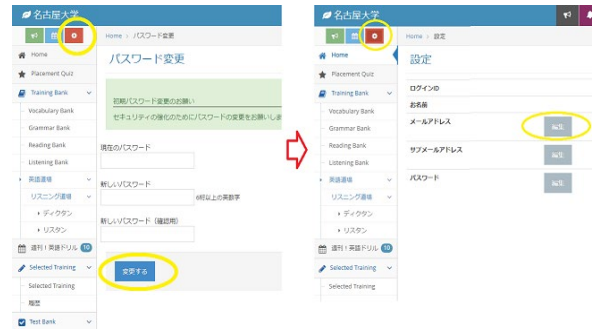 名古屋大学
Home > パスワード変更
Home
Placement Quiz
Training Bank
Vocabulary Bank
Grammar Bank
Reading Bank
Listening Bank
英語道場
リスニング道場
ディクタン
リスタン
週刊！英語ドリル 10
Selected Training
Selected Training
履歴
Test Bank
パスワード変更
初期パスワード変更のお願い
セキュリティの強化のためにパスワードの変更をお願いしま
現在のパスワード
新しいパスワード
6桁以上の英数字
新しいパスワード（確認用）
変更する
名古屋大学
Home > 設定
Home
Placement Quiz
Training Bank
Vocabulary Bank
Grammar Bank
Reading Bank
Listening Bank
英語道場
リスニング道場
ディクタン
リスタン
週刊！英語ドリル 10
Selected Training
Selected Training
設定
ログインID
お名前
メールアドレス
編集
サブメールアドレス
編集
パスワード
編集